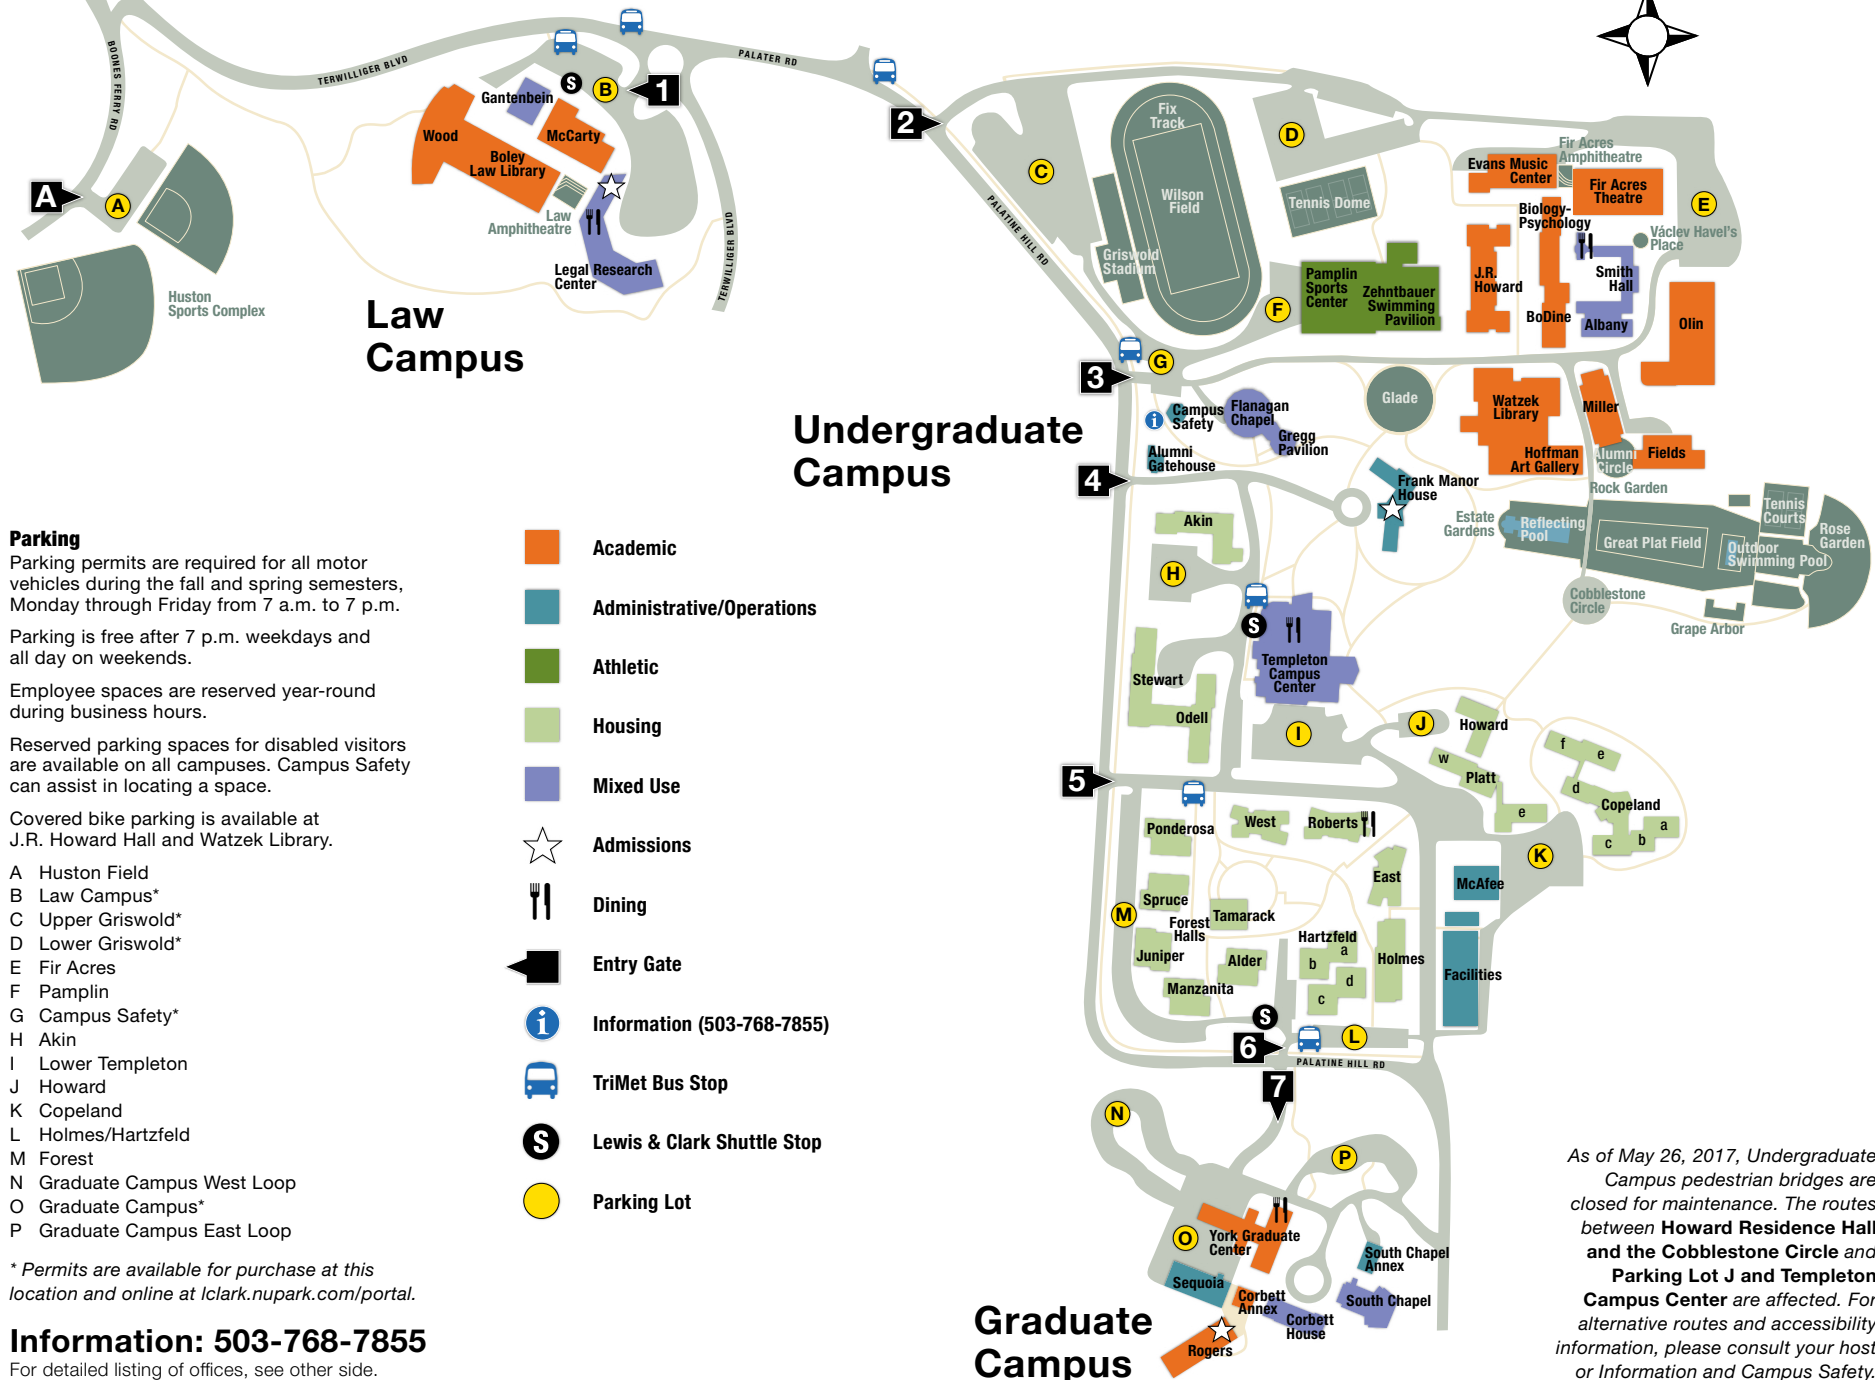 BOONES FERRY RD
TERWILLIGER BLVD
PALATER RD
TERWILLIGER BLVD
PALATINE HILL RD
A
A
Huston
Sports Complex
Gantenbein
S
B
1
Wood
McCarty
Boley
Law Library
Law
Amphitheatre
Legal Research
Center
Law
Campus
2
C
Fix
Track
Wilson
Field
Griswold
Stadium
D
Tennis Dome
F
Pamplin
Sports
Center
Zehntbauer
Swimming
Pavilion
Evans Music
Center
Fir Acres
Amphitheatre
Fir Acres
Theatre
E
Biology-
Psychology
Václev Havel's
Place
J.R.
Howard
Smith
Hall
BoDine
Albany
Olin
G
3
Campus
Safety
Flanagan
Chapel
Gregg
Pavilion
Alumni
Gatehouse
Glade
Watzek
Library
Hoffman
Art Gallery
Miller
Alumni
Circle
Fields
Rock Garden
Undergraduate
Campus
4
Frank Manor
House
Estate
Gardens
Reflecting
Pool
Great Plat Field
Tennis
Courts
Outdoor
Swimming Pool
Rose
Garden
Cobblestone
Circle
Grape Arbor
Akin
H
S
Templeton
Campus
Center
Stewart
Odell
I
J
Howard
w
Platt
e
f
e
d
Copeland
a
b
c
K
5
Ponderosa
West
Roberts
East
McAfee
M
Spruce
Forest
Halls
Tamarack
Juniper
Alder
Manzanita
Hartzfeld
a
b
d
c
Holmes
Facilities
S
6
L
PALATINE HILL RD
7
N
P
O
York Graduate
Center
Sequoia
Corbett
Annex
Corbett
House
South Chapel
Annex
South Chapel
Rogers
Graduate
Campus
Parking
Parking permits are required for all motor
vehicles during the fall and spring semesters,
Monday through Friday from 7 a.m. to 7 p.m.
Parking is free after 7 p.m. weekdays and
all day on weekends.
Employee spaces are reserved year-round
during business hours.
Reserved parking spaces for disabled visitors
are available on all campuses. Campus Safety
can assist in locating a space.
Covered bike parking is available at
J.R. Howard Hall and Watzek Library.
A Huston Field
B Law Campus*
C Upper Griswold*
D Lower Griswold*
E Fir Acres
F Pamplin
G Campus Safety*
H Akin
I Lower Templeton
J Howard
K Copeland
L Holmes/Hartzfeld
M Forest
N Graduate Campus West Loop
O Graduate Campus*
P Graduate Campus East Loop
* Permits are available for purchase at this
location and online at lclark.nupark.com/portal.
Information: 503-768-7855
For detailed listing of offices, see other side.
Academic
Administrative/Operations
Athletic
Housing
Mixed Use
Admissions
Dining
Entry Gate
i Information (503-768-7855)
TriMet Bus Stop
S Lewis & Clark Shuttle Stop
Parking Lot
As of May 26, 2017, Undergraduate
Campus pedestrian bridges are
closed for maintenance. The routes
between Howard Residence Hall
and the Cobblestone Circle and
Parking Lot J and Templeton
Campus Center are affected. For
alternative routes and accessibility
information, please consult your host
or Information and Campus Safety.